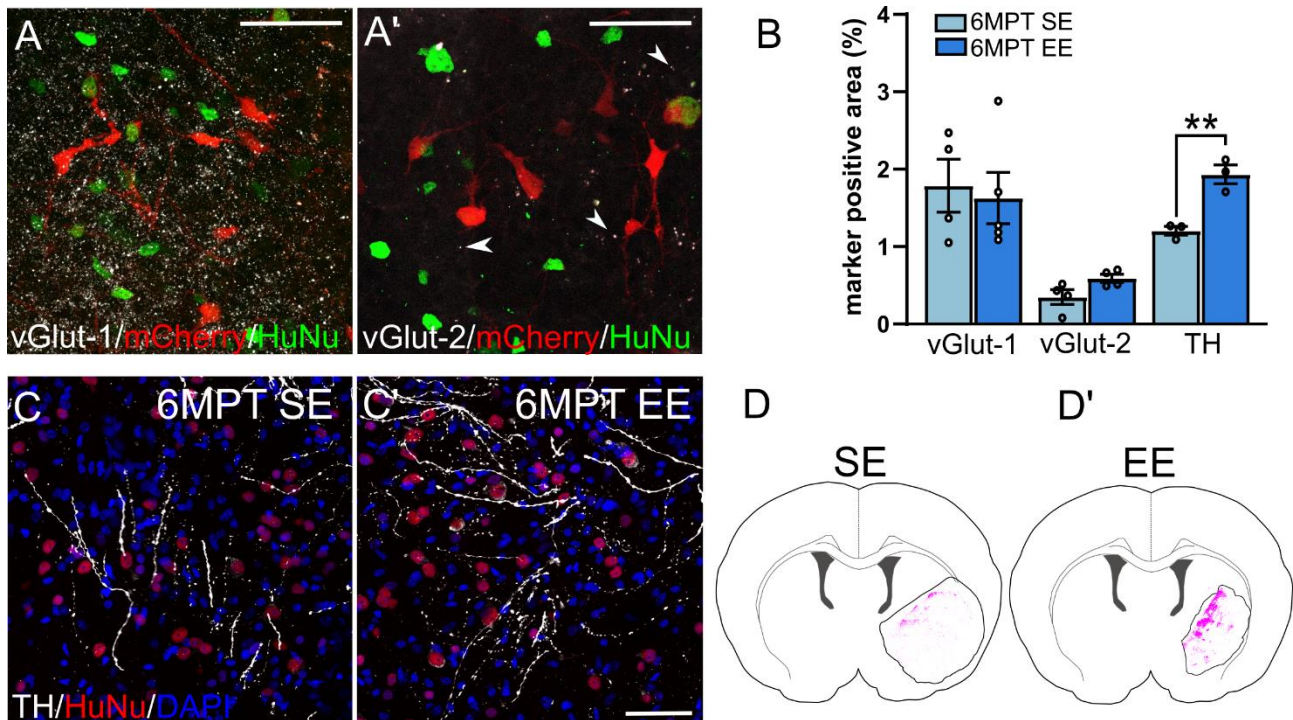 A
vGlut-1/mCherry/HuNu
A'
vGlut-2/mCherry/HuNu
B
6MPT SE
6MPT EE
marker positive area (%)
4
3
2
1
0
**
vGlut-1
vGlut-2
TH
C
6MPT SE
TH/HuNu/DAPI
C'
6MPT EE
D
SE
D'
EE